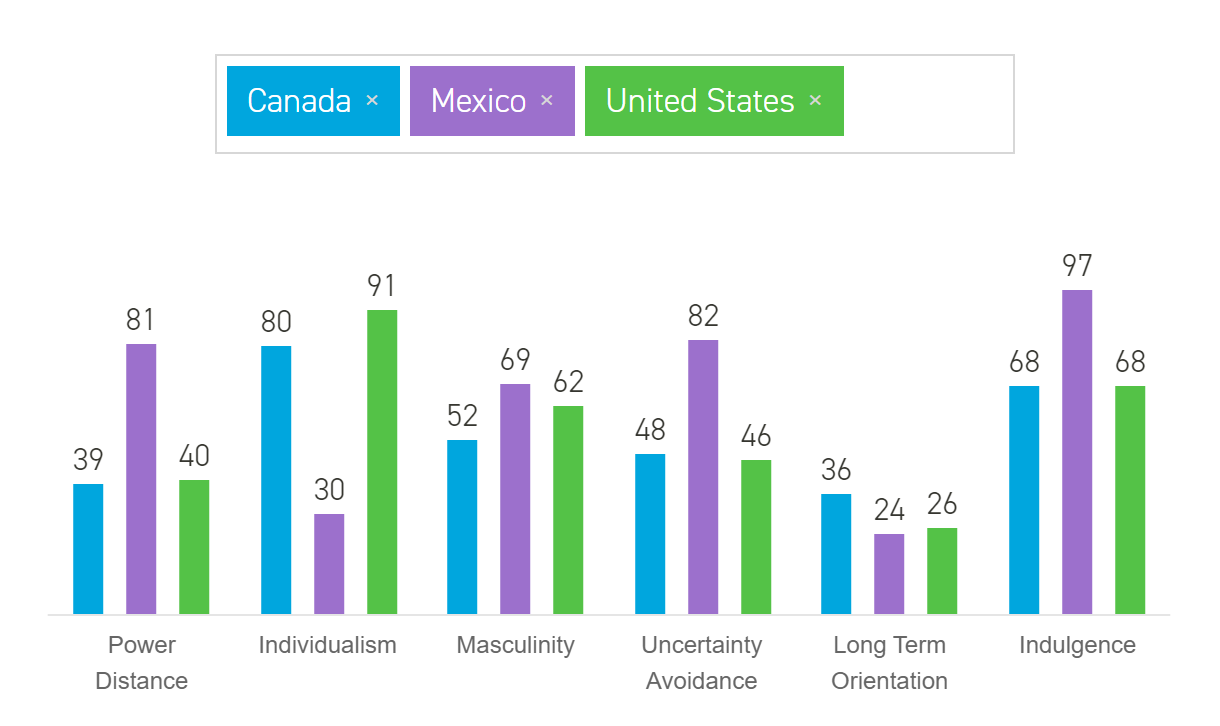 Canada × Mexico × United States ×
39 81 40
80 30 91
52 69 62
48 82 46
36 24 26
68 97 68
Power
Distance
Individualism
Masculinity
Uncertainty
Avoidance
Long Term
Orientation
Indulgence